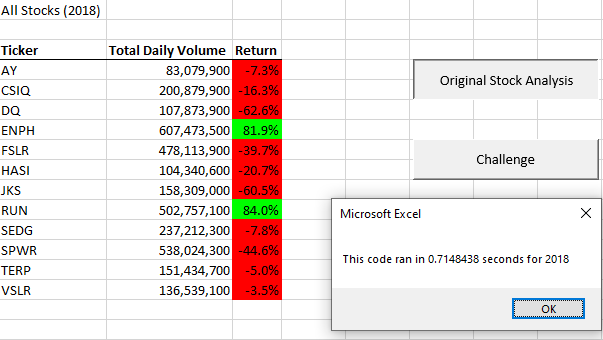 All Stocks (2018)
Ticker Total Daily Volume Return
AY 83,079,900 -7.3%
CSIQ 200,879,900 -16.3%
DQ 107,873,900 -62.6%
ENPH 607,473,500 81.9%
FSLR 478,113,900 -39.7%
HASI 104,340,600 -20.7%
JKS 158,309,000 -60.5%
RUN 502,757,100 84.0%
SEDG 237,212,300 -7.8%
SPWR 538,024,300 -44.6%
TERP 151,434,700 -5.0%
VSLR 136,539,100 -3.5%
Original Stock Analysis
Challenge
Microsoft Excel
This code ran in 0.7148438 seconds for 2018
OK